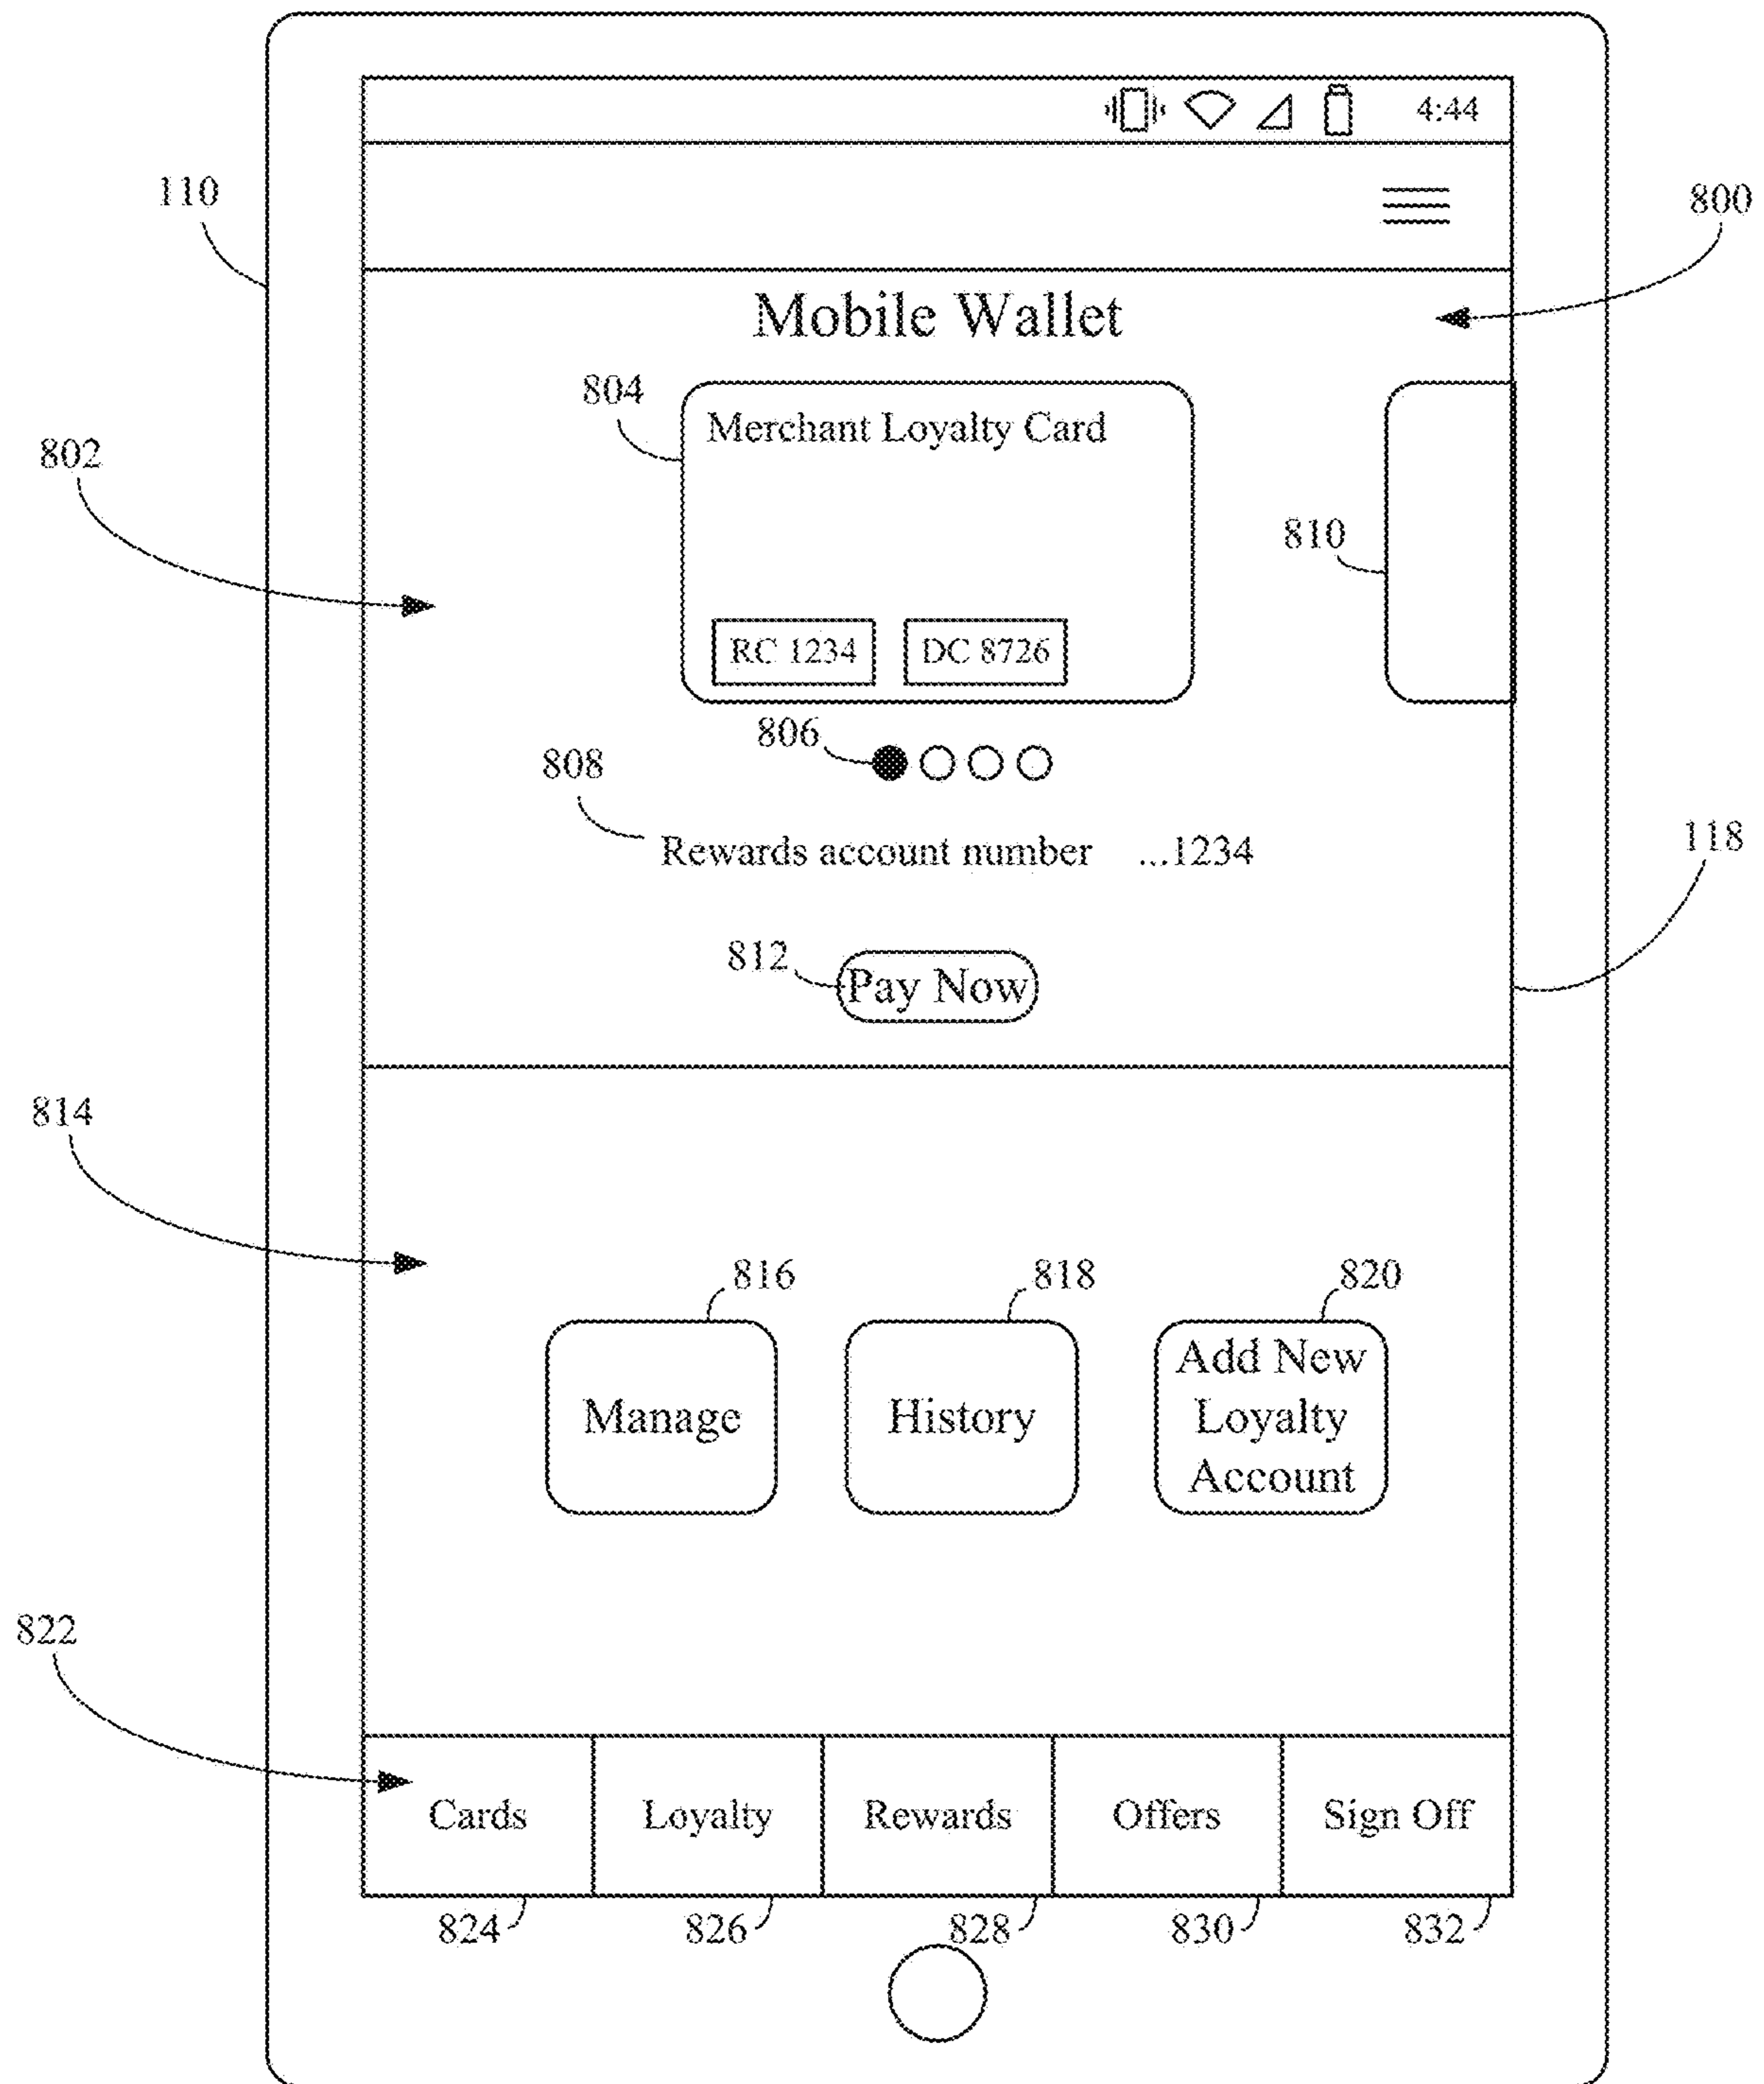 4:44
110
800
Mobile Wallet
804
Merchant Loyalty Card
802
810
RC 1234 DC 8726
806
808
118
Rewards account number ...1234
812
Pay Now
814
816 818 820
Manage
History
Add New
Loyalty
Account
822
Cards Loyalty Rewards Offers Sign Off
824 826 828 830 832